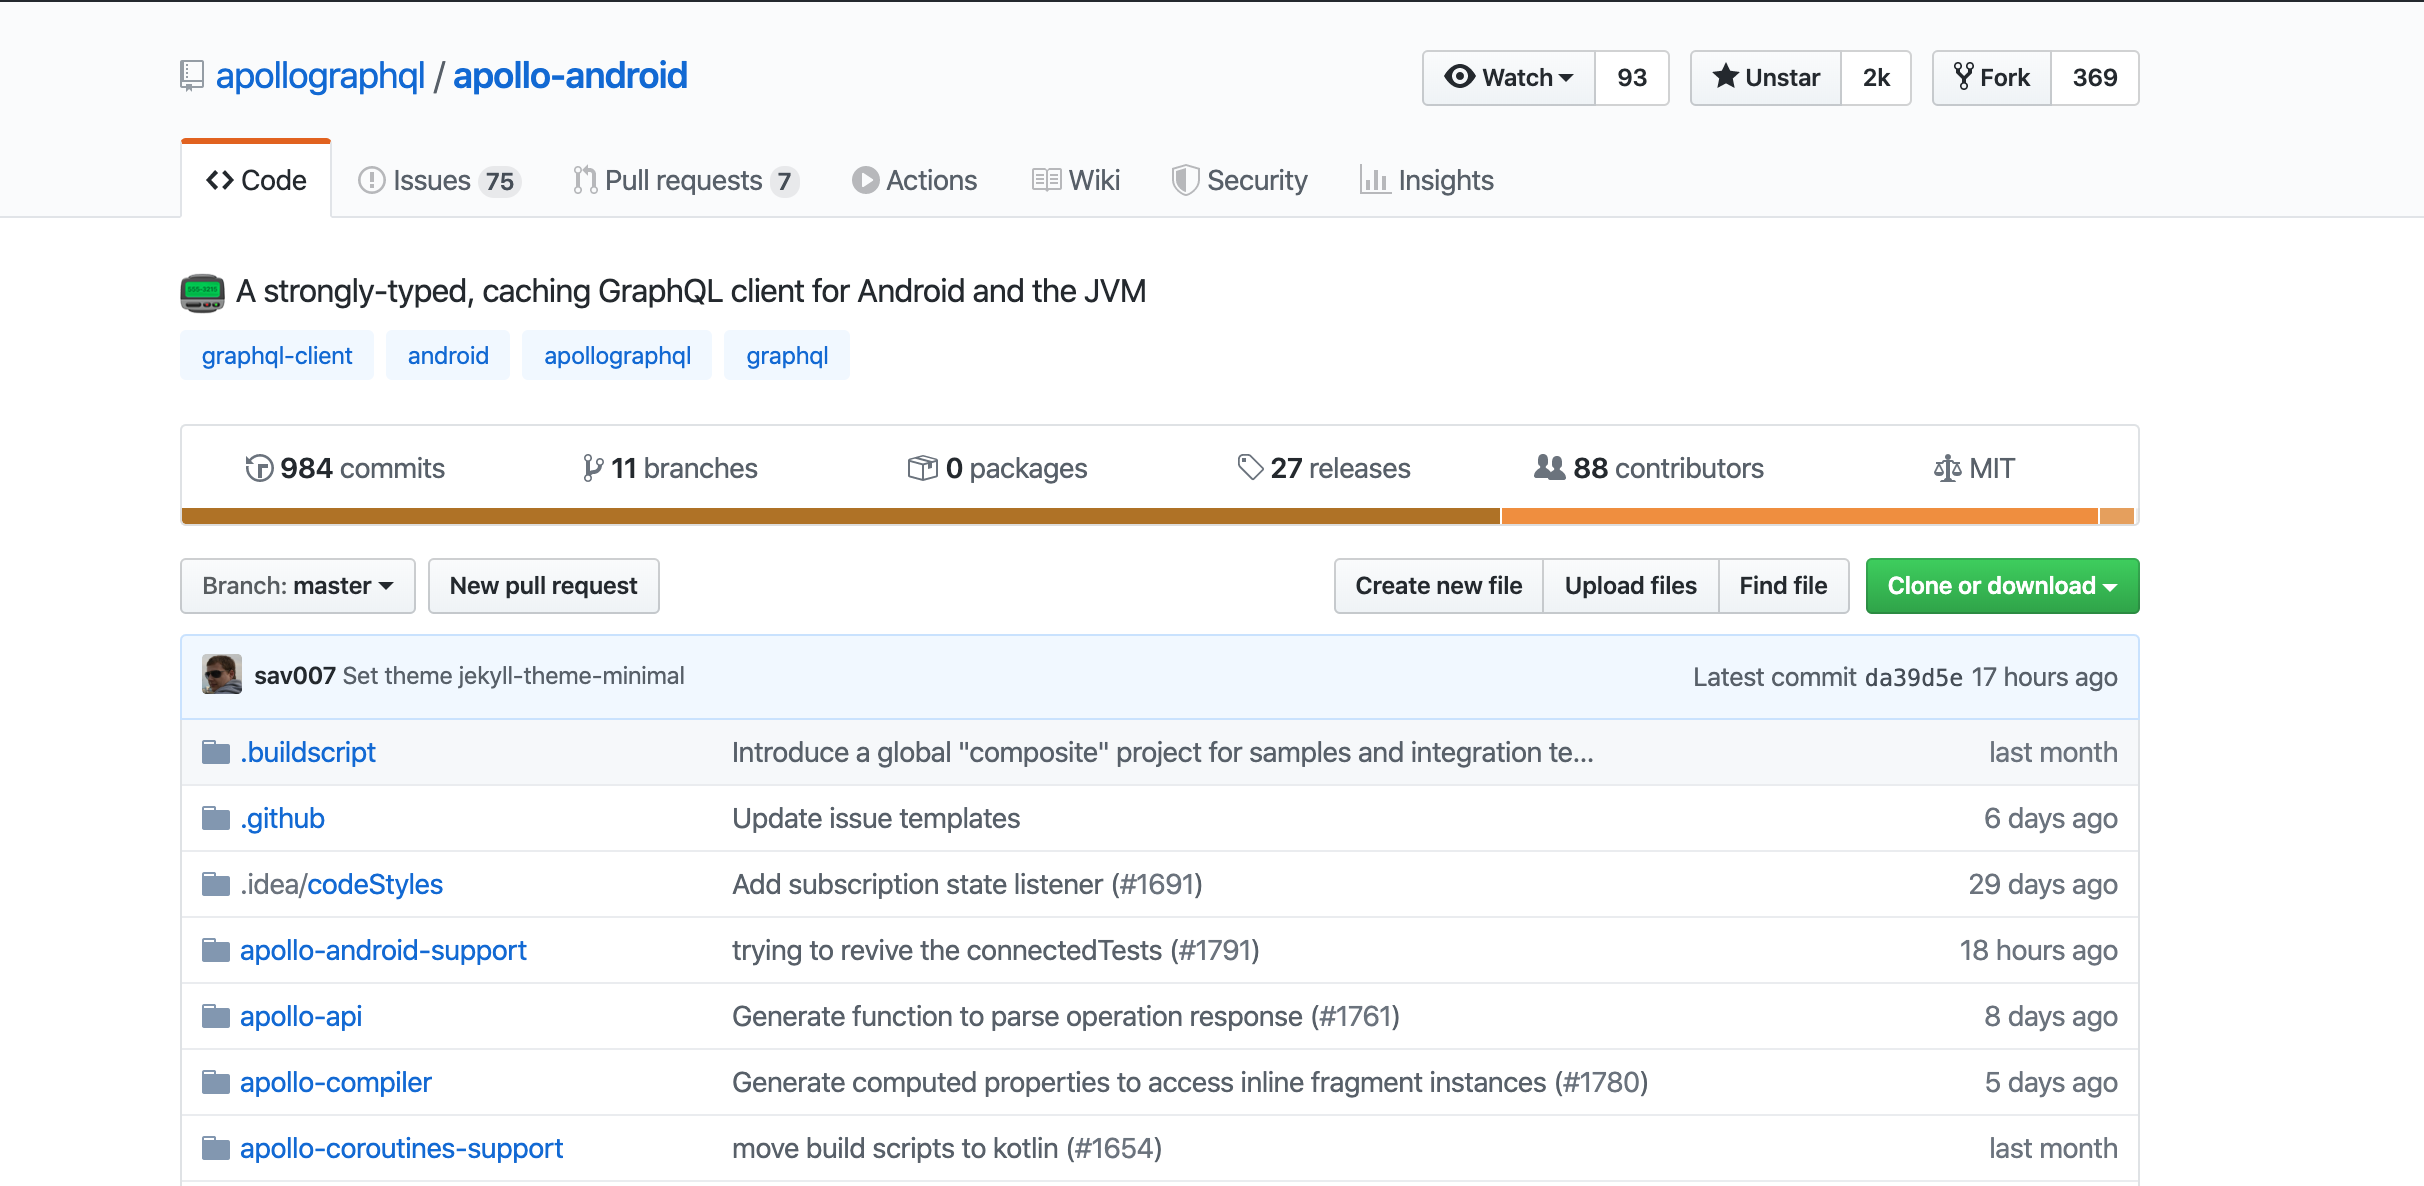 apollographql / apollo-android
Watch 93 Unstar 2k Fork 369
Code Issues 75 Pull requests 7 Actions Wiki Security Insights
A strongly-typed, caching GraphQL client for Android and the JVM
graphql-client android apollographql graphql
984 commits 11 branches 0 packages 27 releases 88 contributors MIT
Branch: master New pull request Create new file Upload files Find file Clone or download
sav007 Set theme jekyll-theme-minimal Latest commit da39d5e 17 hours ago
.buildscript Introduce a global "composite" project for samples and integration te... last month
.github Update issue templates 6 days ago
.idea/codeStyles Add subscription state listener (#1691) 29 days ago
apollo-android-support trying to revive the connectedTests (#1791) 18 hours ago
apollo-api Generate function to parse operation response (#1761) 8 days ago
apollo-compiler Generate computed properties to access inline fragment instances (#1780) 5 days ago
apollo-coroutines-support move build scripts to kotlin (#1654) last month